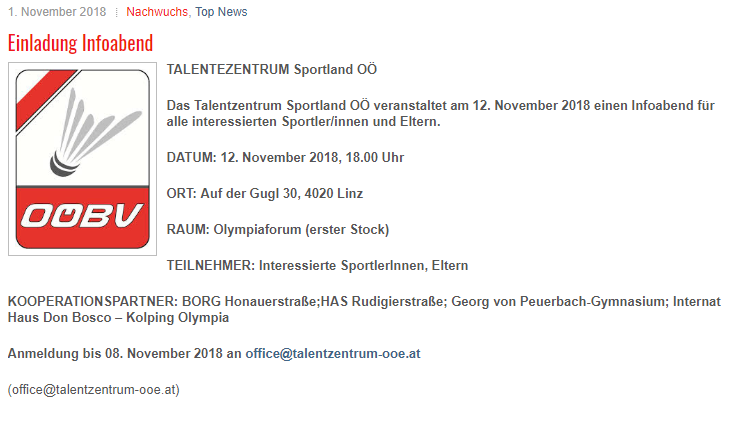 1. November 2018 Nachwuchs, Top News
Einladung Infoabend
OÖBV
TALENTEZENTRUM Sportland OÖ
Das Talentzentrum Sportland OÖ veranstaltet am 12. November 2018 einen Infoabend für
alle interessierten Sportler/innen und Eltern.
DATUM: 12. November 2018, 18.00 Uhr
ORT: Auf der Gugl 30, 4020 Linz
RAUM: Olympiaforum (erster Stock)
TEILNEHMER: Interessierte SportlerInnen, Eltern
KOOPERATIONSPARTNER: BORG Honauerstraße;HAS Rudigierstraße; Georg von Peuerbach-Gymnasium; Internat
Haus Don Bosco – Kolping Olympia
Anmeldung bis 08. November 2018 an office@talentzentrum-ooe.at
(office@talentzentrum-ooe.at)